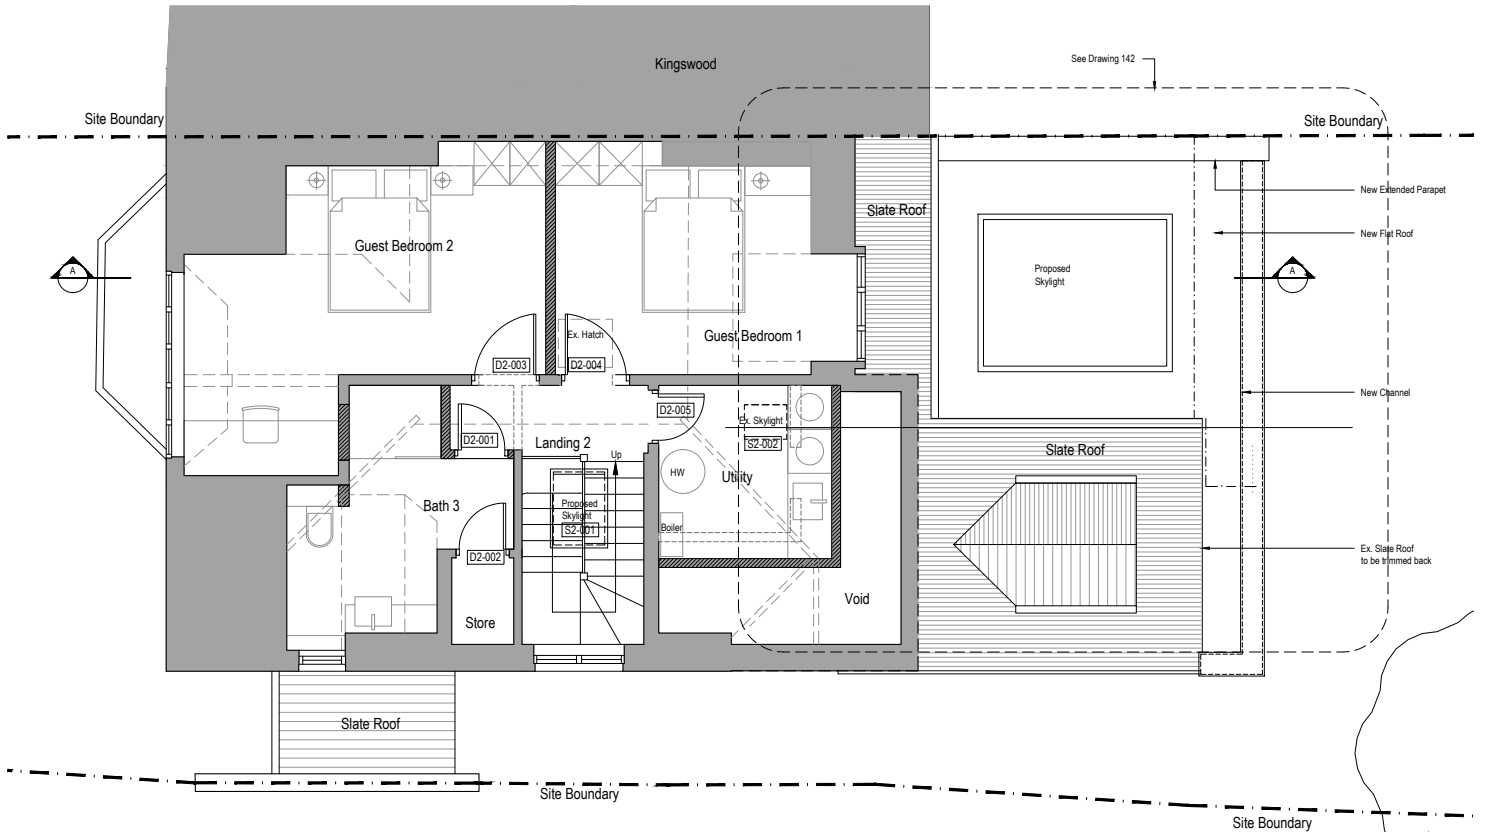 Kingswood
See Drawing 142
Site Boundary
Site Boundary
New Extended Parapet
Slate Roof
New Flat Roof
Guest Bedroom 2
A
A
Proposed
Skylight
Ex. Hatch
Guest Bedroom 1
D2-003
D2-004
New Channel
D2-005
Ex. Skylight
D2-001
Landing 2
S2-002
Slate Roof
Up
HW
Utility
Bath 3
Proposed
Skylight
S2-001
Boiler
D2-002
Ex. Slate Roof
to be trimmed back
Void
Store
Slate Roof
Site Boundary
Site Boundary